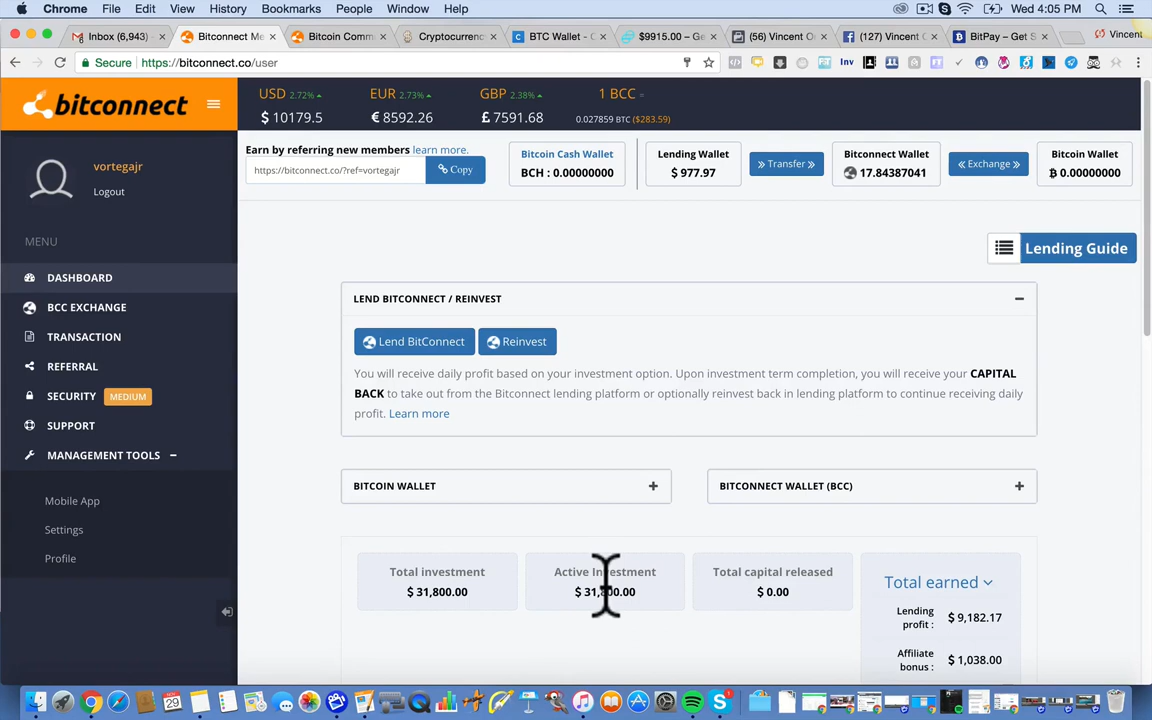 Chrome File Edit View History Bookmarks People Window Help Wed 4:05 PM
Inbox (6,943) Bitconnect Me Bitcoin Comm Cryptocurrenc BTC Wallet - C $9915.00 – Ge (56) Vincent O (127) Vincent C BitPay – Get S Vincent
Secure https://bitconnect.co/user Inv
bitconnect
USD 2.72% EUR 2.73% GBP 2.38% 1 BCC =
$ 10179.5 € 8592.26 £ 7591.68 0.027859 BTC ($283.59)
Earn by referring new members learn more.
https://bitconnect.co/?ref=vortegajr Copy
Bitcoin Cash Wallet
BCH : 0.00000000
Lending Wallet
$ 977.97
Transfer
Bitconnect Wallet
17.84387041
Exchange
Bitcoin Wallet
0.00000000
vortegajr
Logout
MENU
DASHBOARD
BCC EXCHANGE
TRANSACTION
REFERRAL
SECURITY MEDIUM
SUPPORT
MANAGEMENT TOOLS
Mobile App
Settings
Profile
Lending Guide
LEND BITCONNECT / REINVEST
Lend BitConnect Reinvest
You will receive daily profit based on your investment option. Upon investment term completion, you will receive your CAPITAL
BACK to take out from the Bitconnect lending platform or optionally reinvest back in lending platform to continue receiving daily
profit. Learn more
BITCOIN WALLET
BITCONNECT WALLET (BCC)
Total investment
$ 31,800.00
Active Investment
$ 31,800.00
Total capital released
$ 0.00
Total earned
Lending
profit : $ 9,182.17
Affiliate
bonus : $ 1,038.00
NOV
29